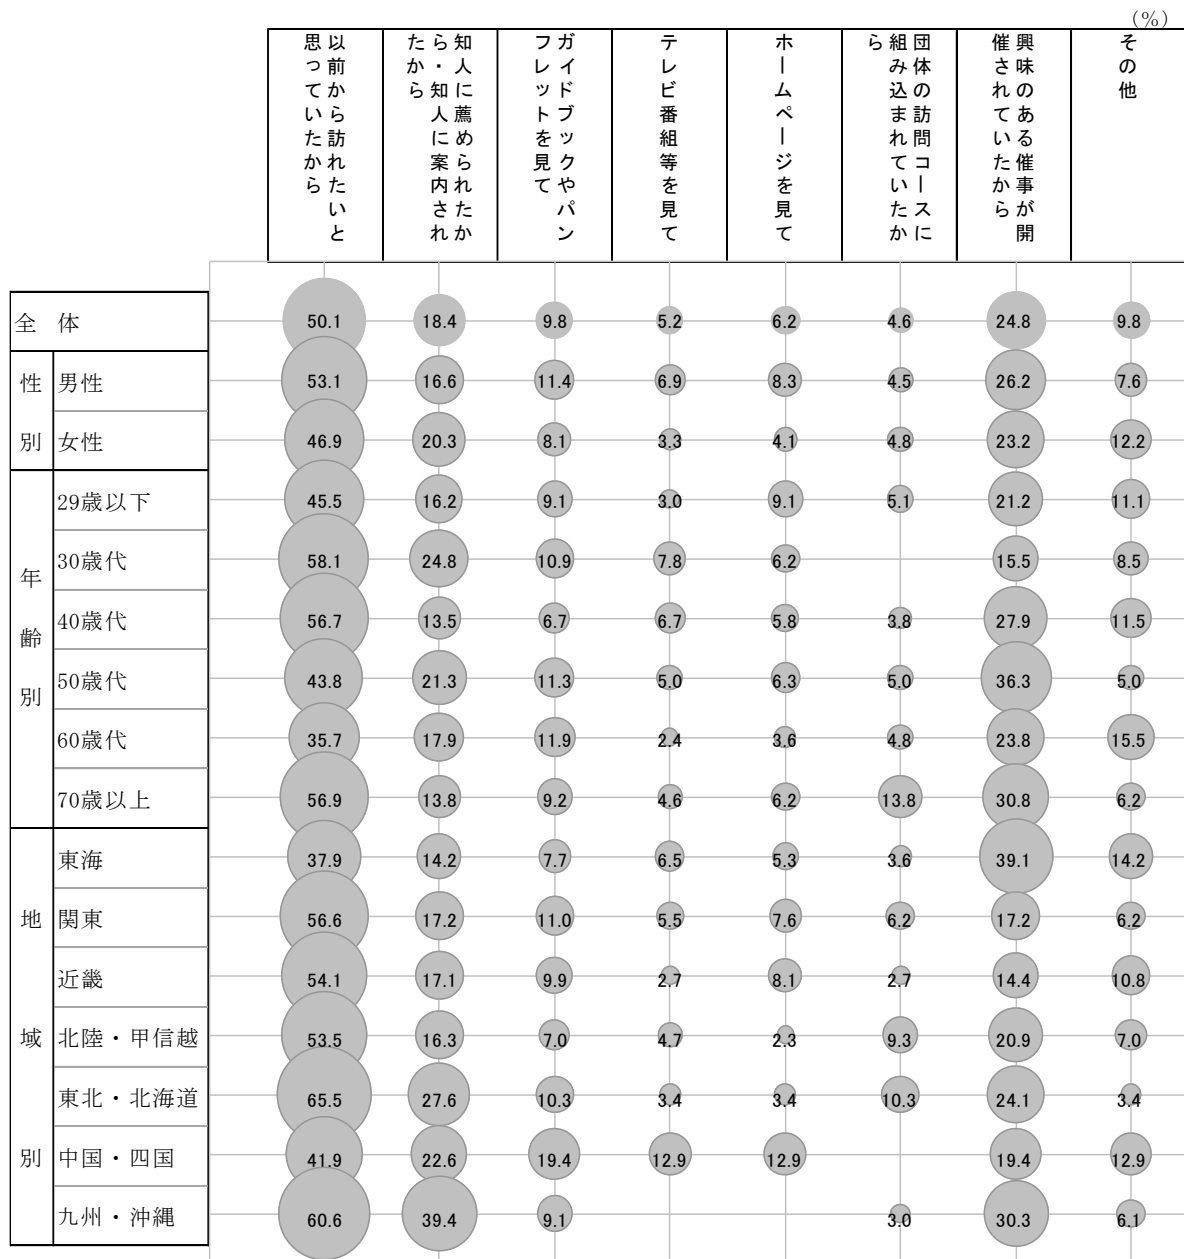 (%)
以前から訪れたいと
思っていたから
知人に薦められたか
ら・知人に案内され
たから
ガイドブックやパン
フレットを見て
テレビ番組等を見て
ホームページを見て
団体の訪問コースに
組み込まれていたか
ら
興味のある催事が開
催されていたから
その他
全 体 50.1 18.4 9.8 5.2 6.2 4.6 24.8 9.8
性別
男性 53.1 16.6 11.4 6.9 8.3 4.5 26.2 7.6
女性 46.9 20.3 8.1 3.3 4.1 4.8 23.2 12.2
年齢別
29歳以下 45.5 16.2 9.1 3.0 9.1 5.1 21.2 11.1
30歳代 58.1 24.8 10.9 7.8 6.2 15.5 8.5
40歳代 56.7 13.5 6.7 6.7 5.8 3.8 27.9 11.5
50歳代 43.8 21.3 11.3 5.0 6.3 5.0 36.3 5.0
60歳代 35.7 17.9 11.9 2.4 3.6 4.8 23.8 15.5
70歳以上 56.9 13.8 9.2 4.6 6.2 13.8 30.8 6.2
地域別
東海 37.9 14.2 7.7 6.5 5.3 3.6 39.1 14.2
関東 56.6 17.2 11.0 5.5 7.6 6.2 17.2 6.2
近畿 54.1 17.1 9.9 2.7 8.1 2.7 14.4 10.8
北陸・甲信越 53.5 16.3 7.0 4.7 2.3 9.3 20.9 7.0
東北・北海道 65.5 27.6 10.3 3.4 3.4 10.3 24.1 3.4
中国・四国 41.9 22.6 19.4 12.9 12.9 19.4 12.9
九州・沖縄 60.6 39.4 9.1 3.0 30.3 6.1